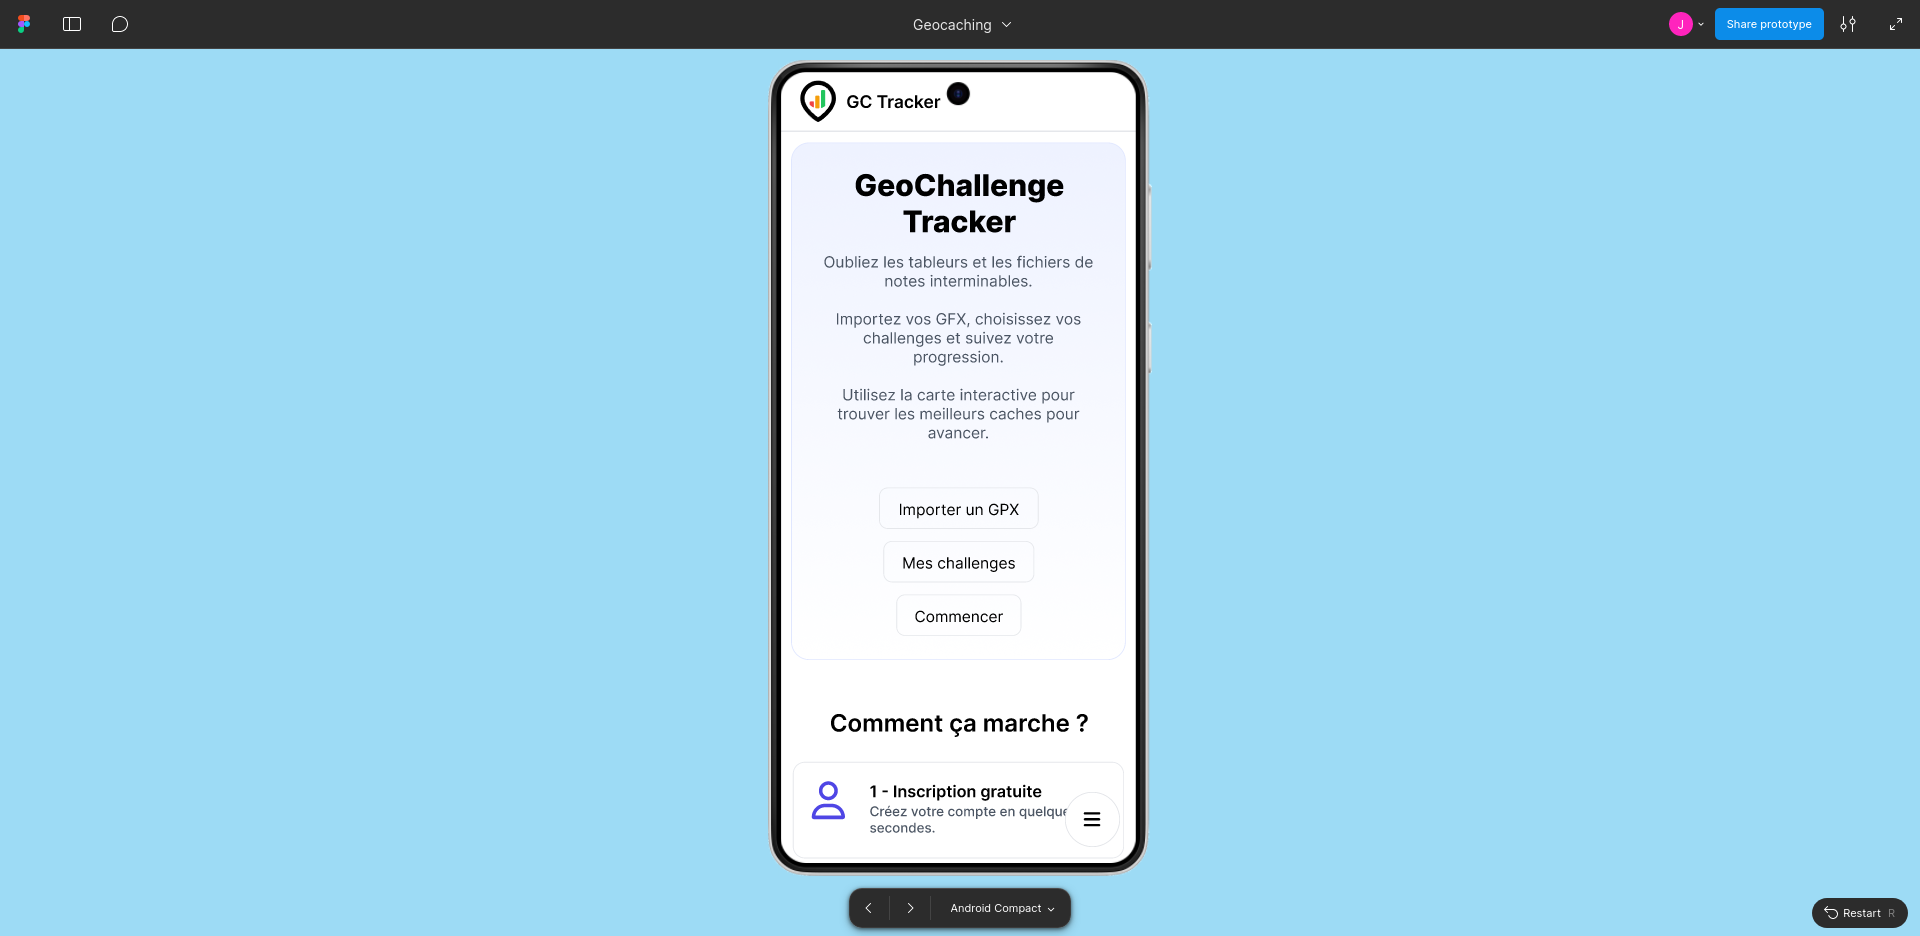 Geocaching
J
Share prototype
GC Tracker
GeoChallenge
Tracker
Oubliez les tableurs et les fichiers de
notes interminables.
Importez vos GFX, choisissez vos
challenges et suivez votre
progression.
Utilisez la carte interactive pour
trouver les meilleurs caches pour
avancer.
Importer un GPX
Mes challenges
Commencer
Comment ça marche ?
1 - Inscription gratuite
Créez votre compte en quelque
secondes.
Android Compact
Restart R